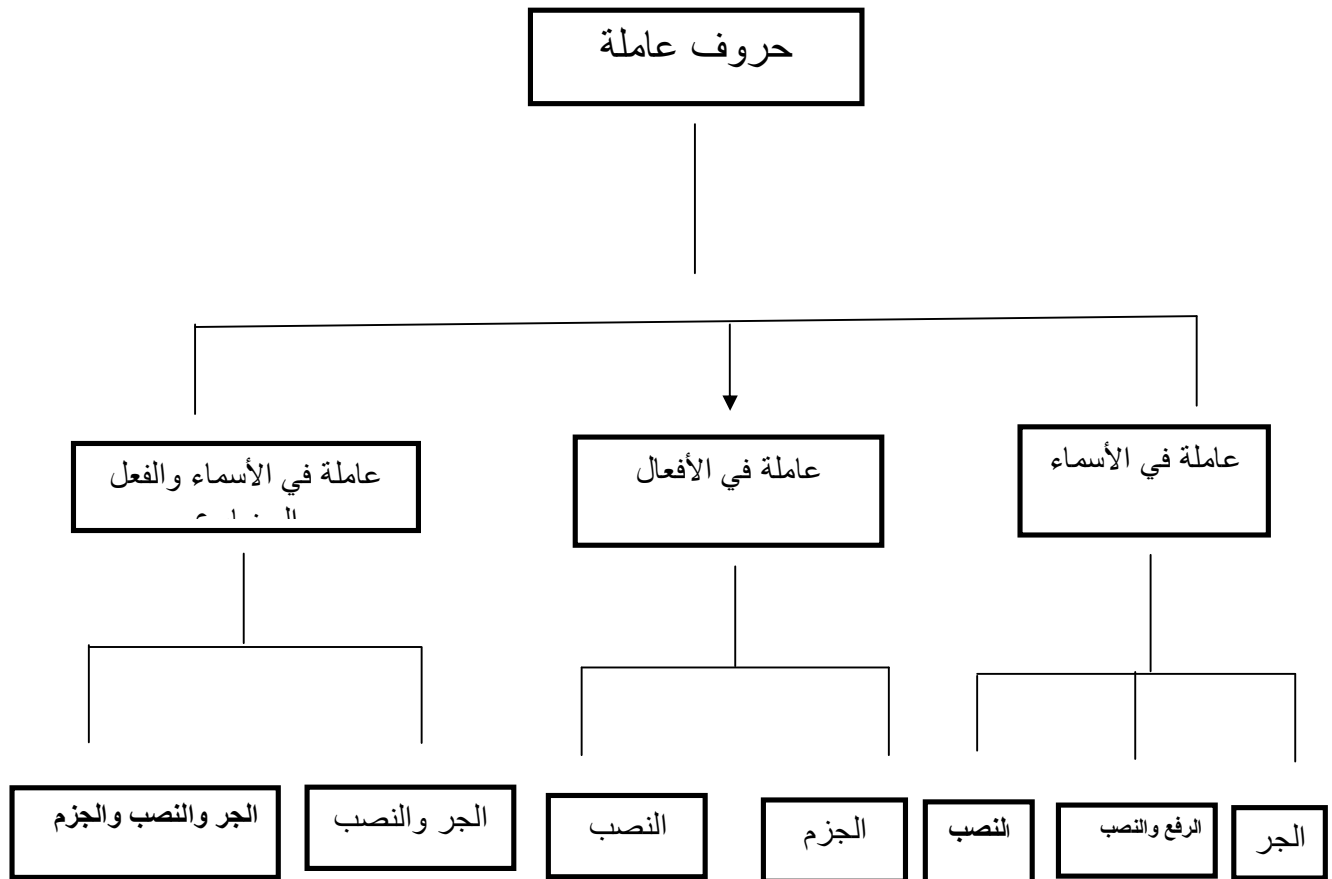 حروف عاملة
عاملة في الأسماء
عاملة في الأفعال
عاملة في الأسماء والفعل
الجر
الرفع والنصب
النصب
الجزم
النصب
الجر والنصب
الجر والنصب والجزم